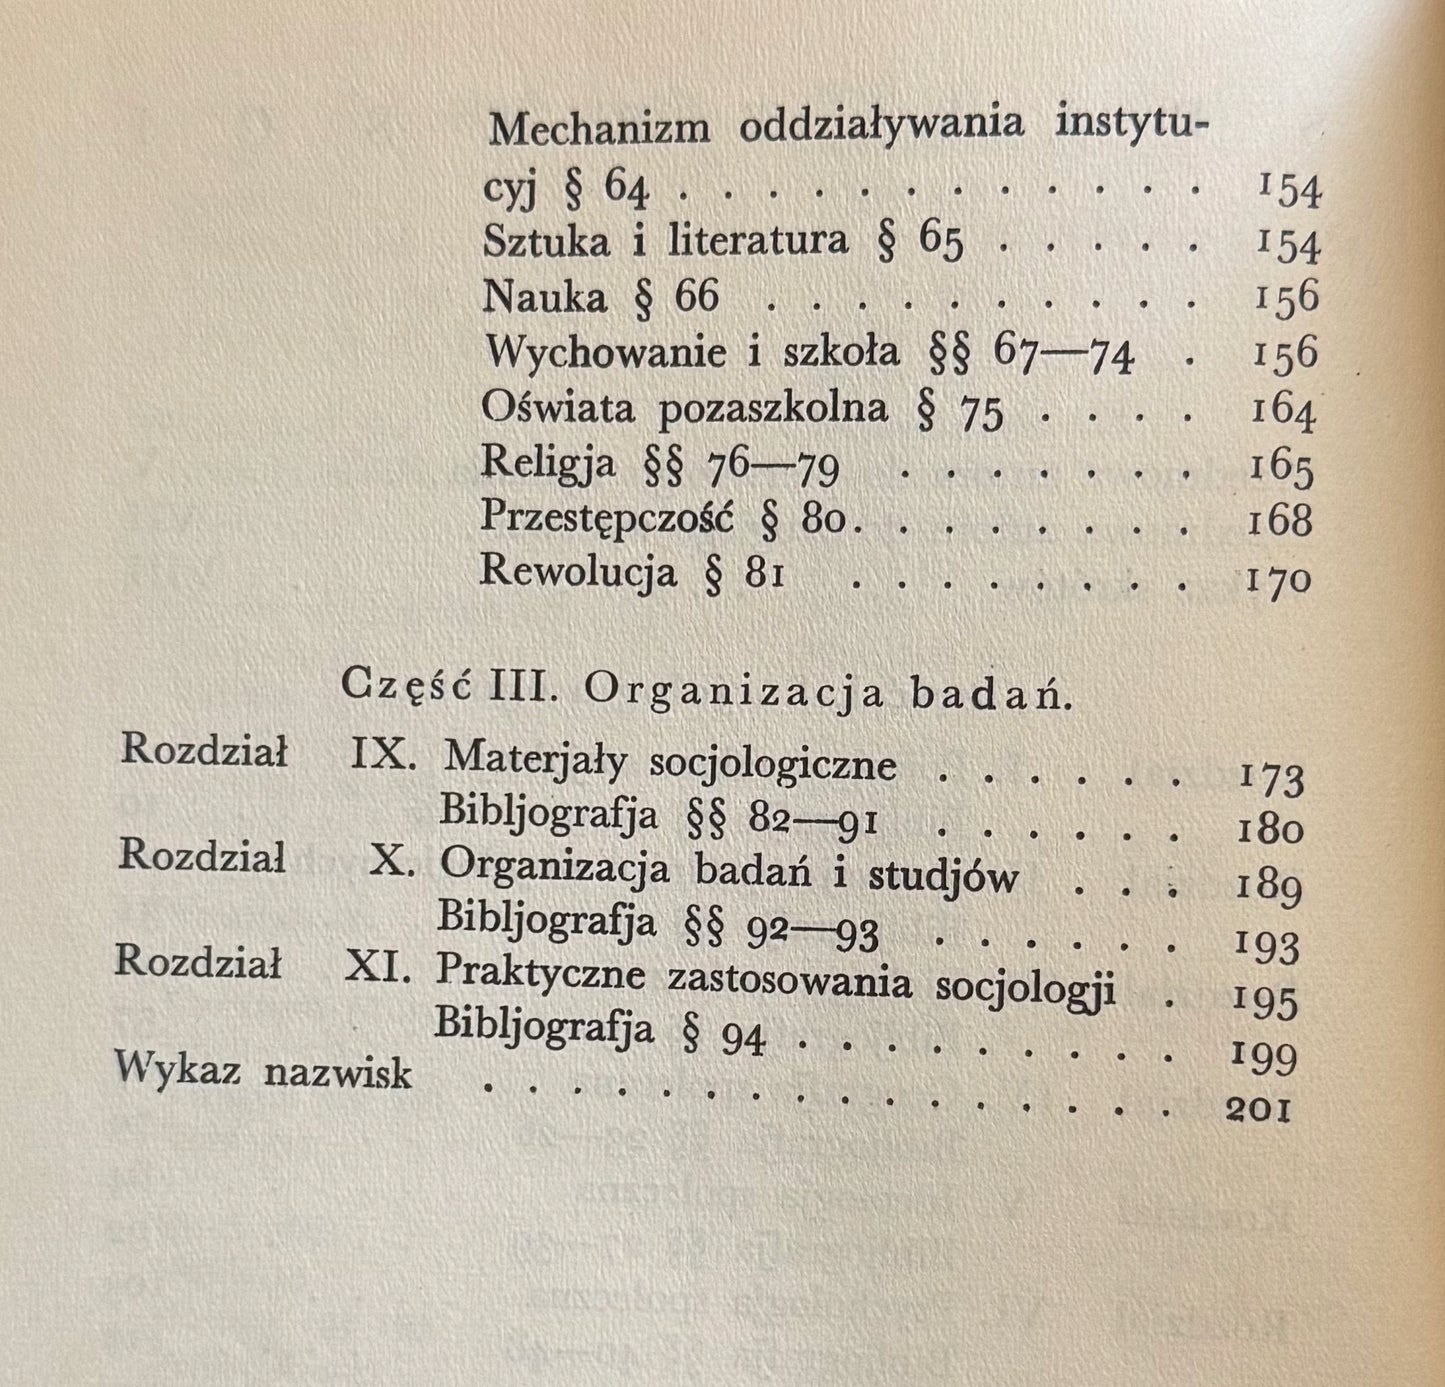 Mechanizm oddziaływania instytu-
cyj § 64 . . . . . . . . . . . . 154
Sztuka i literatura § 65 . . . . . 154
Nauka § 66 . . . . . . . . . . 156
Wychowanie i szkoła §§ 67—74 . 156
Oświata pozaszkolna § 75 . . . . 164
Religja §§ 76—79 . . . . . . . 165
Przestępczość § 80 . . . . . . . . 168
Rewolucja § 81 . . . . . . . . 170
Część III. Organizacja badań.
Rozdział IX. Materjały socjologiczne . . . . . . 173
Bibljografja §§ 82—91 . . . . . . 180
Rozdział X. Organizacja badań i studjów . . . 189
Bibljografja §§ 92—93 . . . . . . 193
Rozdział XI. Praktyczne zastosowania socjologji . 195
Bibljografja § 94 . . . . . . . . . 199
Wykaz nazwisk . . . . . . . . . . . . . . . . 201